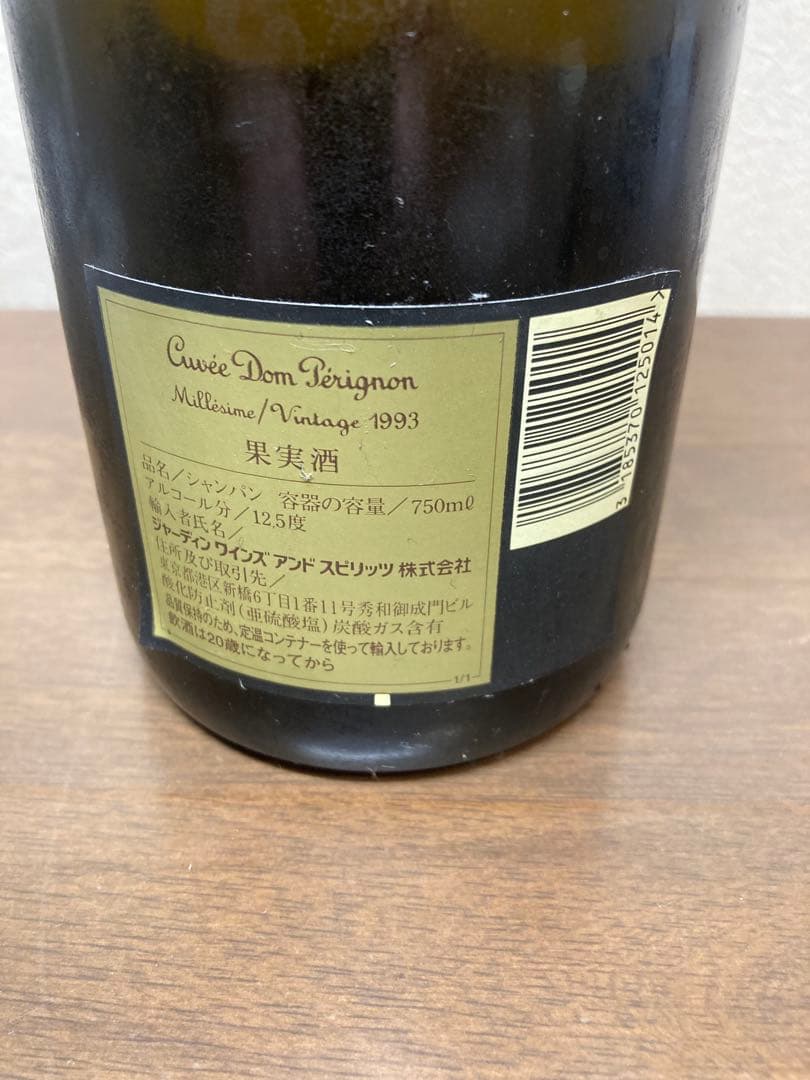 Cuvée Dom Pérignon
Millésime/Vintage 1993
果実酒
品名／シャンパン 容器の容量／750mℓ
アルコール分／12.5度
輸入者氏名／
ジャーディン ワインズ アンド スピリッツ 株式会社
住所及び取引先／
東京都港区新橋6丁目1番11号秀和御成門ビル
酸化防止剤(亜硫酸塩)炭酸ガス含有
品質保持のため、定温コンテナーを使って輸入しております。
飲酒は20歳になってから
1/1
3 185370 125014 >